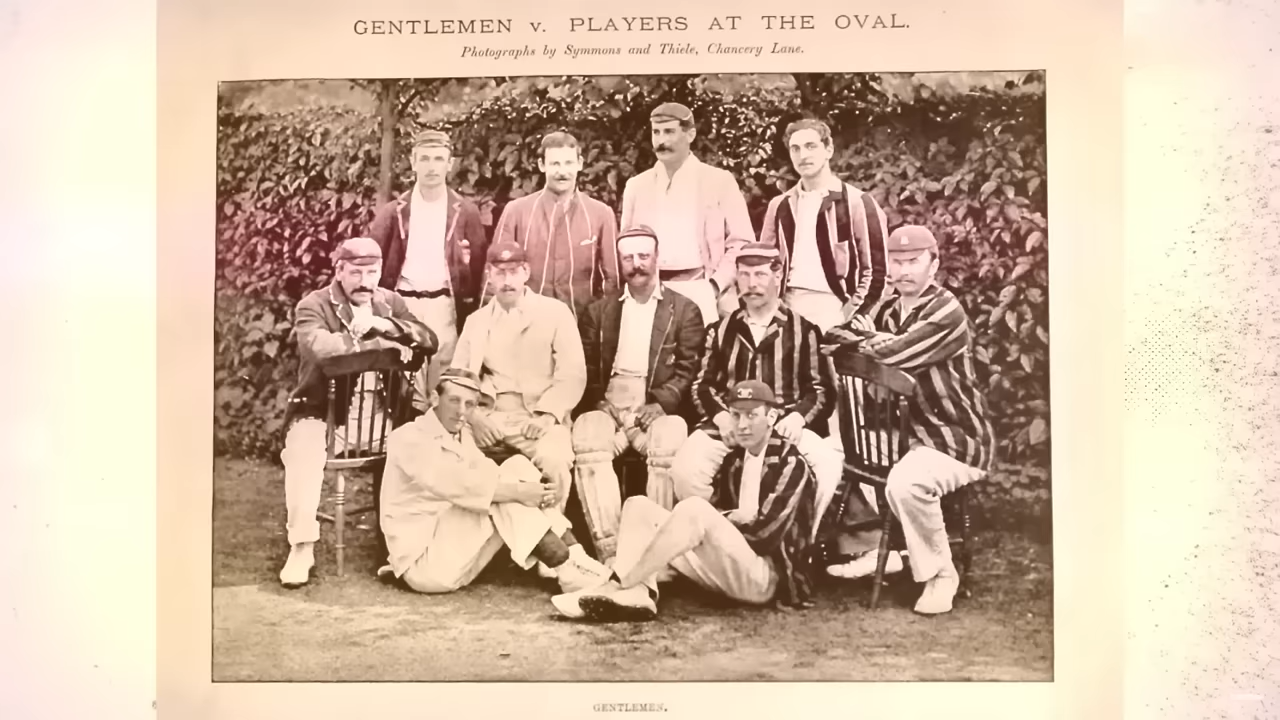 GENTLEMEN v. PLAYERS AT THE OVAL.
Photographs by Symmons and Thiele, Chancery Lane.
GENTLEMEN.